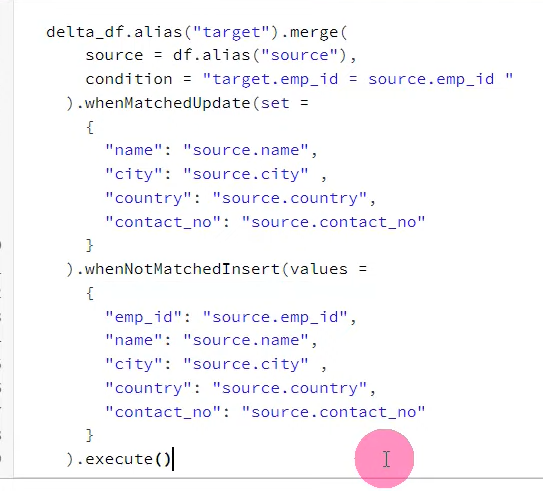 delta_df.alias("target").merge(
    source = df.alias("source"),
    condition = "target.emp_id = source.emp_id "
  ).whenMatchedUpdate(set =
    {
      "name": "source.name",
      "city": "source.city" ,
      "country": "source.country",
      "contact_no": "source.contact_no"
    }
  ).whenNotMatchedInsert(values =
    {
      "emp_id": "source.emp_id",
      "name": "source.name",
      "city": "source.city" ,
      "country": "source.country",
      "contact_no": "source.contact_no"
    }
  ).execute()